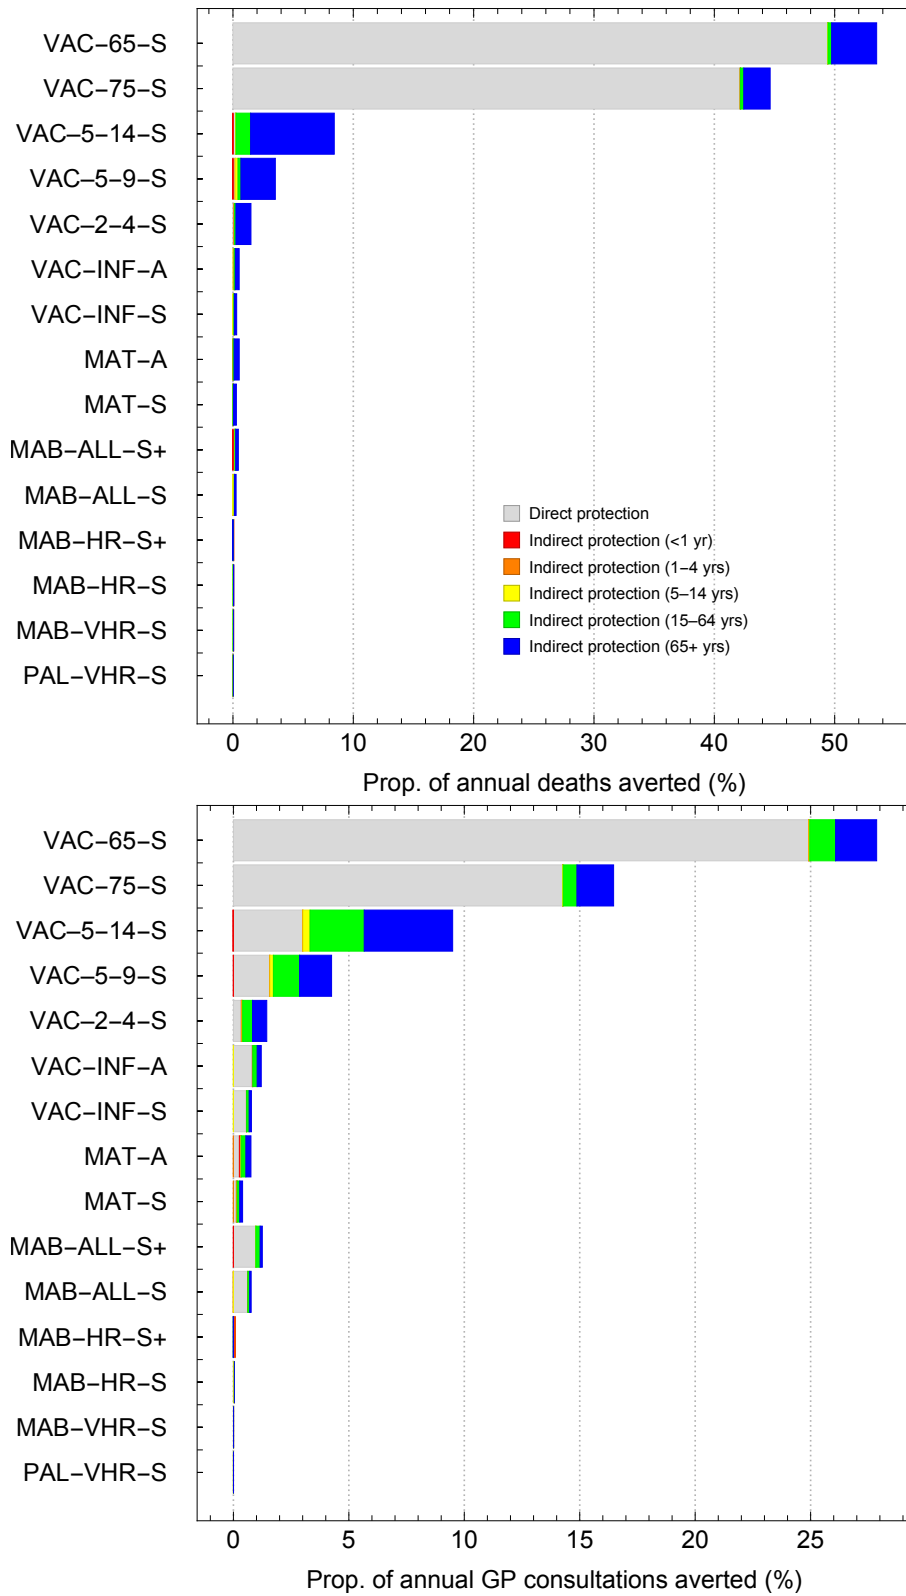 VAC−65−S
VAC−75−S
VAC−5−14−S
VAC−5−9−S
VAC−2−4−S
VAC−INF−A
VAC−INF−S
MAT−A
MAT−S
MAB−ALL−S+
MAB−ALL−S
MAB−HR−S+
MAB−HR−S
MAB−VHR−S
PAL−VHR−S
Direct protection
Indirect protection (<1 yr)
Indirect protection (1−4 yrs)
Indirect protection (5−14 yrs)
Indirect protection (15−64 yrs)
Indirect protection (65+ yrs)
0 10 20 30 40 50
Prop. of annual deaths averted (%)
VAC−65−S
VAC−75−S
VAC−5−14−S
VAC−5−9−S
VAC−2−4−S
VAC−INF−A
VAC−INF−S
MAT−A
MAT−S
MAB−ALL−S+
MAB−ALL−S
MAB−HR−S+
MAB−HR−S
MAB−VHR−S
PAL−VHR−S
0 5 10 15 20 25
Prop. of annual GP consultations averted (%)